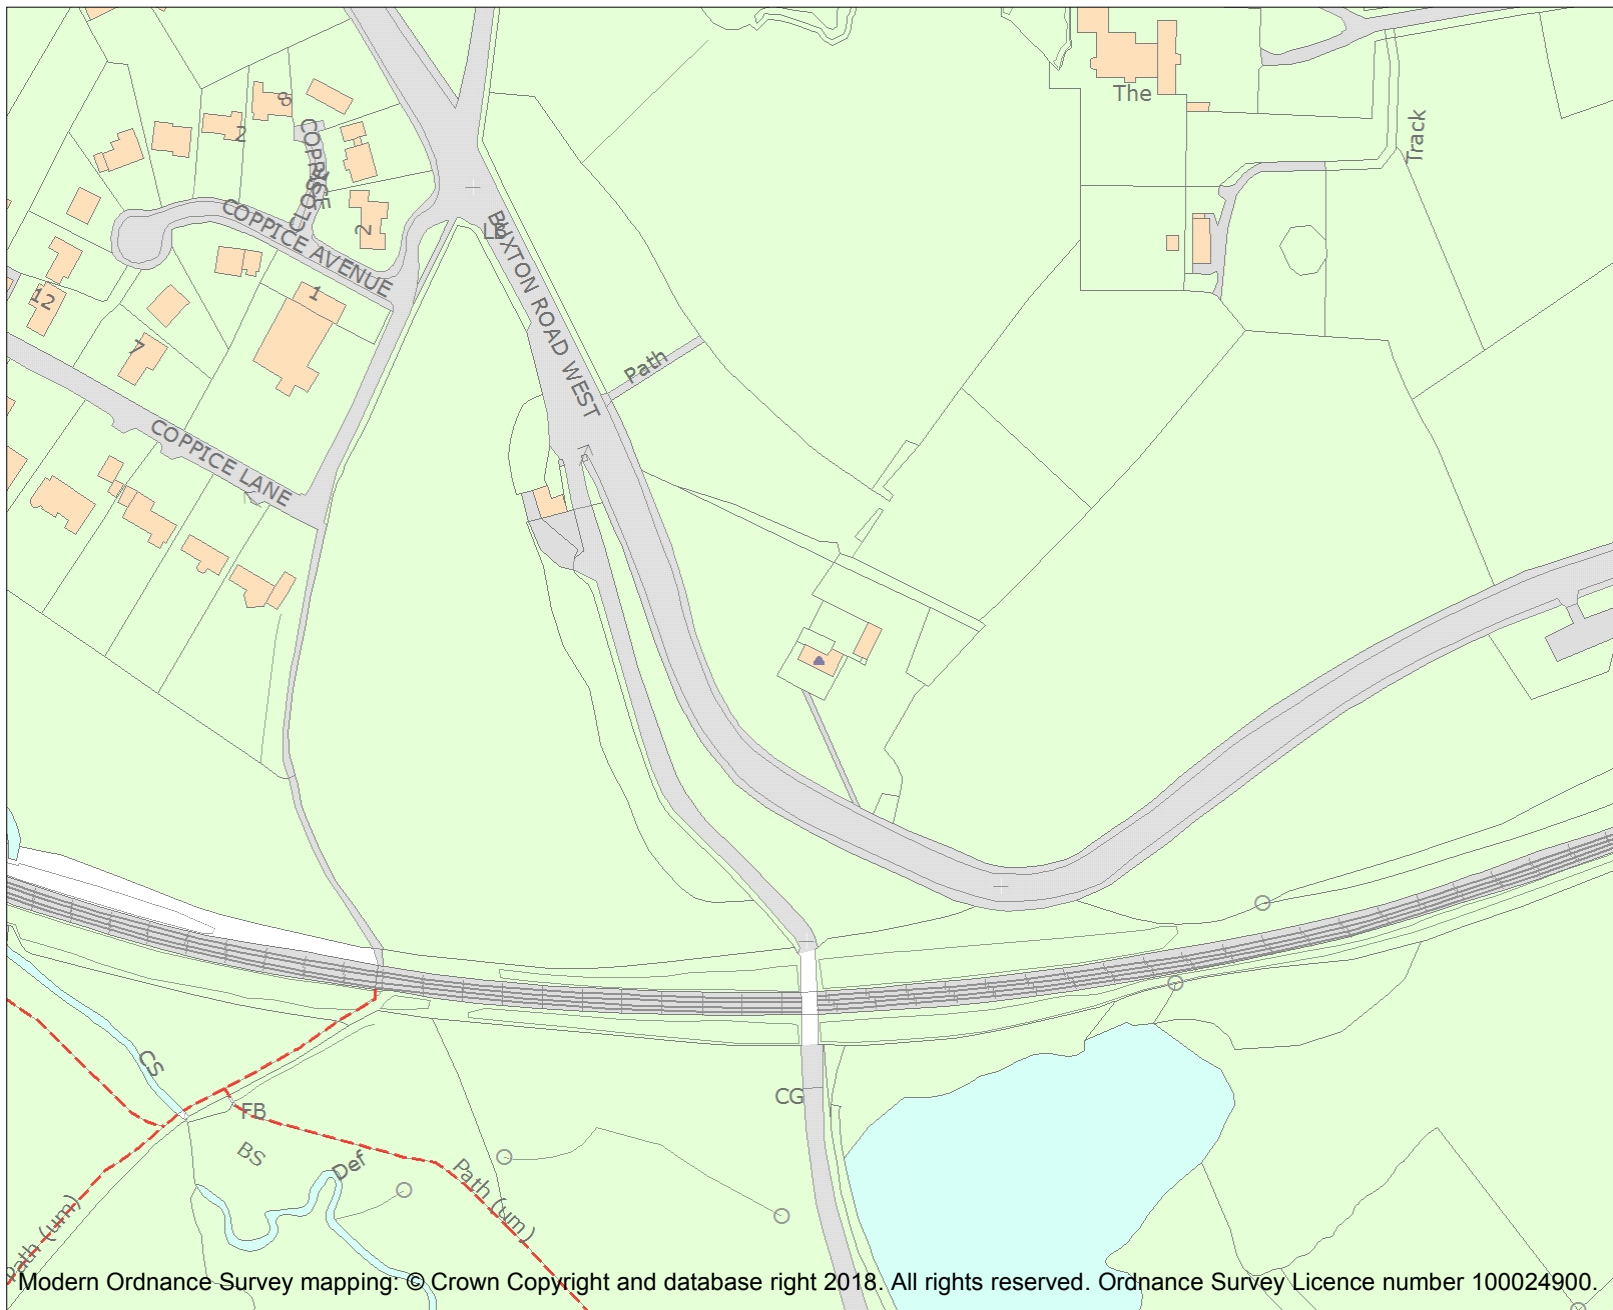 The
Track
8
2
COPPSE
CLOSE
2
COPPICE AVENUE
LB
BUXTON ROAD WEST
12
1
7
Path
COPPICE LANE
CS
CG
FB
BS
Def
Path (um)
Path (um)
Modern Ordnance Survey mapping: © Crown Copyright and database right 2018. All rights reserved. Ordnance Survey Licence number 100024900.